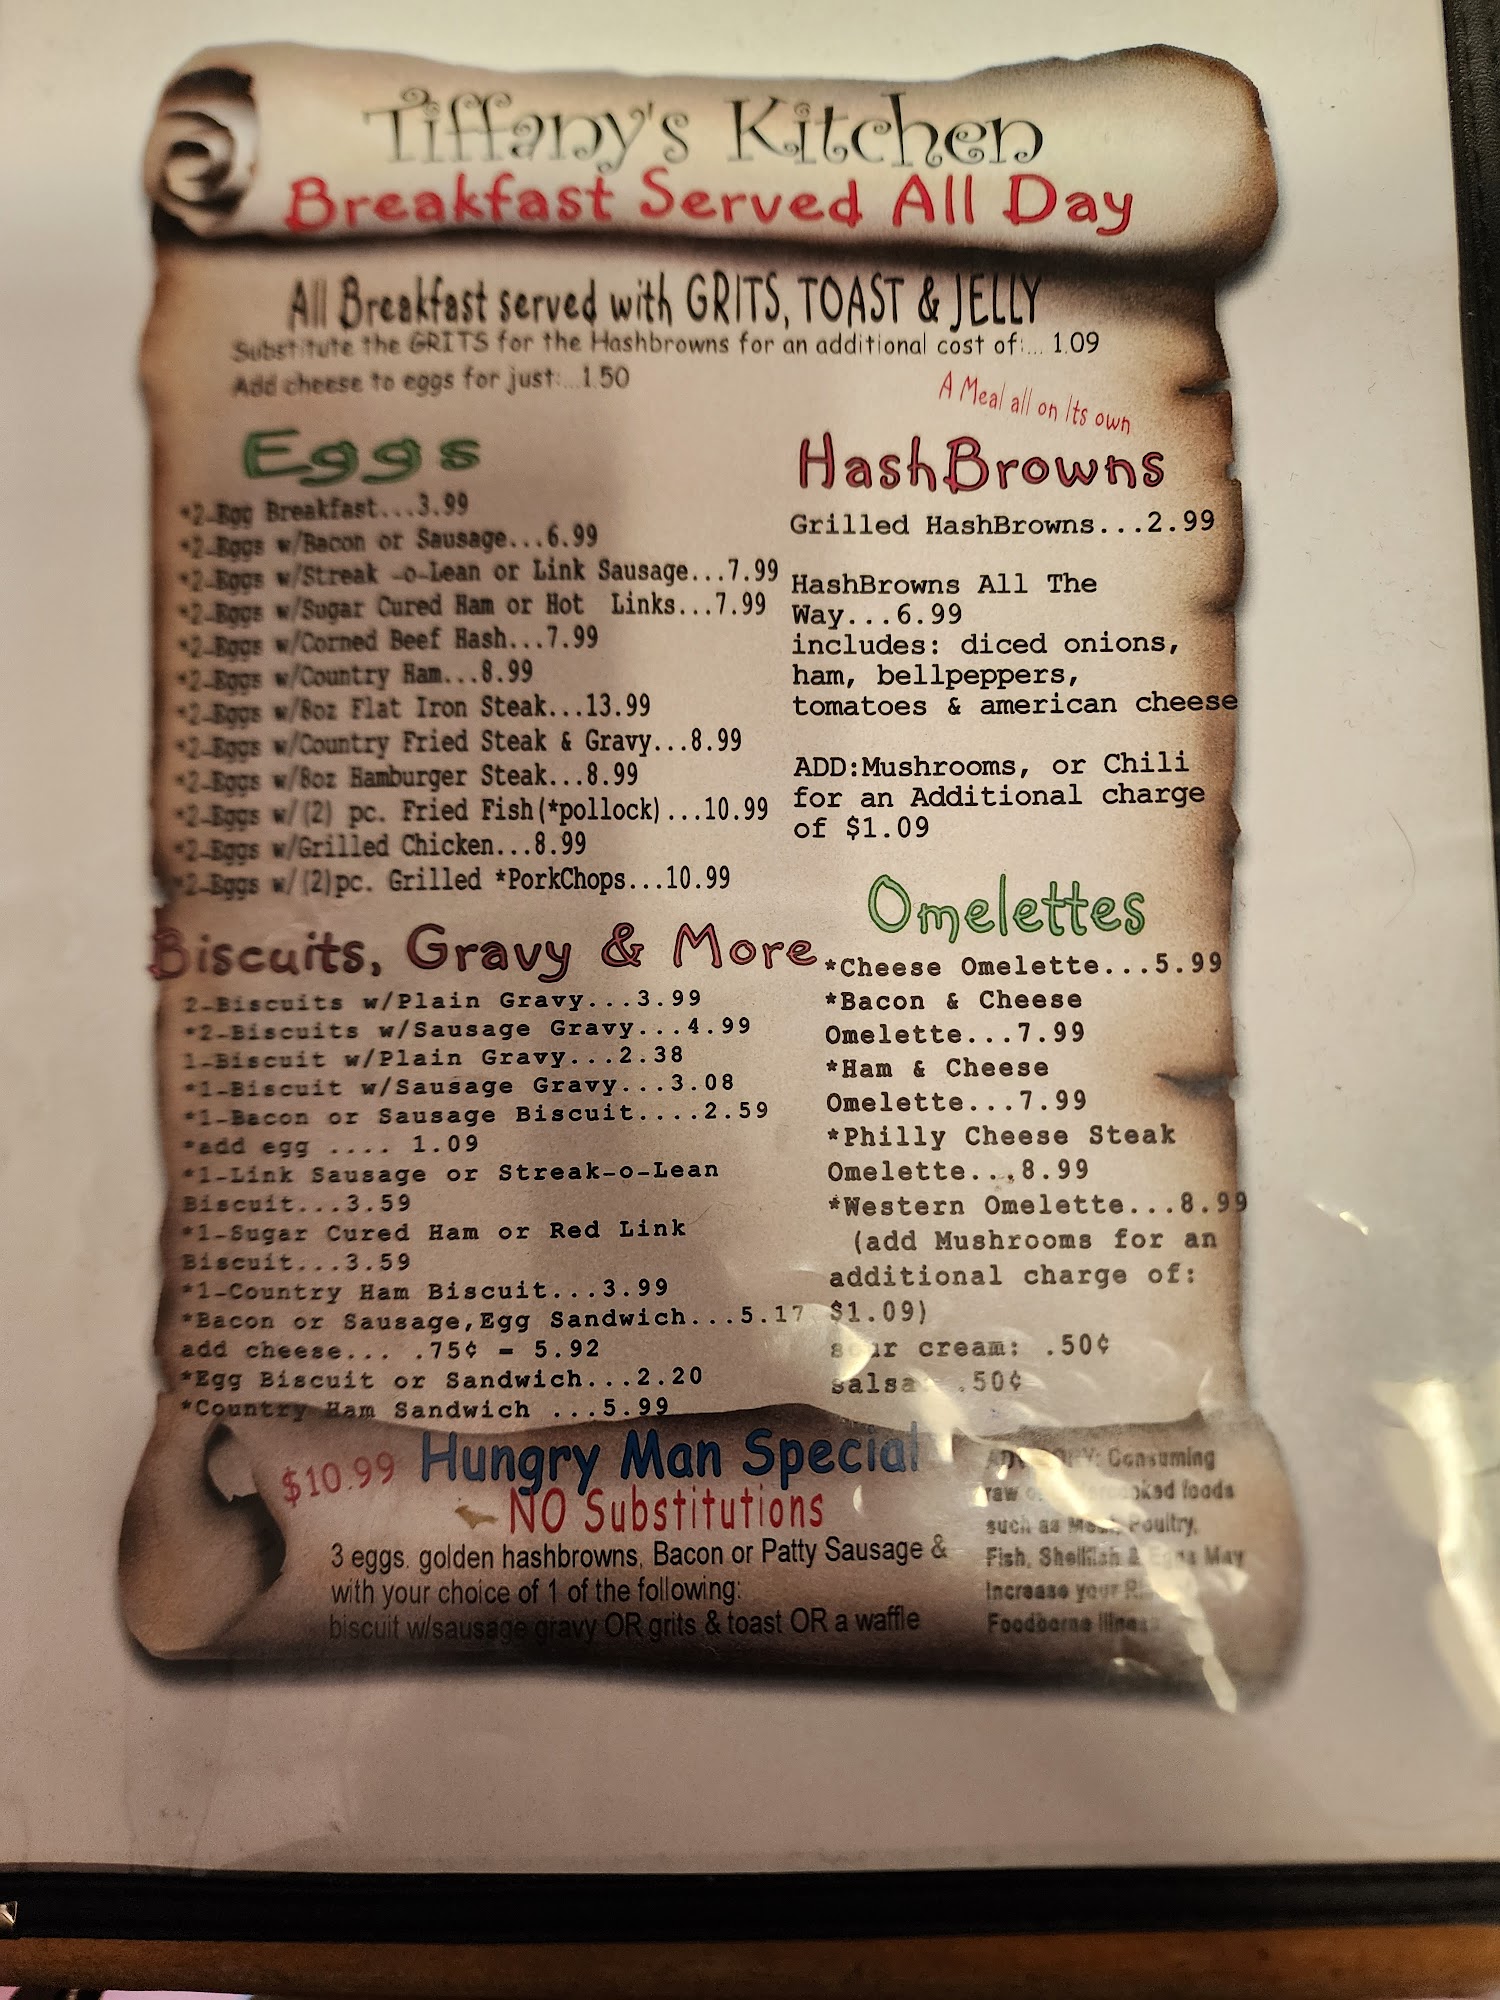 Tiffany's Kitchen
Breakfast Served All Day
All Breakfast served with GRITS, TOAST & JELLY
Substitute the GRITS for the Hashbrowns for an additional cost of:... 1.09
Add cheese to eggs for just:...1.50
Eggs
*2-Egg Breakfast...3.99
*2-Eggs w/Bacon or Sausage...6.99
*2-Eggs w/Streak -o-Lean or Link Sausage...7.99
*2-Eggs w/Sugar Cured Ham or Hot Links...7.99
*2-Eggs w/Corned Beef Hash...7.99
*2-Eggs w/Country Ham...8.99
*2-Eggs w/8oz Flat Iron Steak...13.99
*2-Eggs w/Country Fried Steak & Gravy...8.99
*2-Eggs w/8oz Hamburger Steak...8.99
*2-Eggs w/(2) pc. Fried Fish(*pollock)...10.99
*2-Eggs w/Grilled Chicken...8.99
*2-Eggs w/(2)pc. Grilled *PorkChops...10.99
Biscuits, Gravy & More
2-Biscuits w/Plain Gravy...3.99
*2-Biscuits w/Sausage Gravy...4.99
1-Biscuit w/Plain Gravy...2.38
*1-Biscuit w/Sausage Gravy...3.08
*1-Bacon or Sausage Biscuit....2.59
*add egg .... 1.09
*1-Link Sausage or Streak-o-Lean
Biscuit...3.59
*1-Sugar Cured Ham or Red Link
Biscuit...3.59
*1-Country Ham Biscuit...3.99
*Bacon or Sausage,Egg Sandwich...5.17
add cheese... .75¢ = 5.92
*Egg Biscuit or Sandwich...2.20
*Country Ham Sandwich ...5.99
A Meal all on Its own
HashBrowns
Grilled HashBrowns...2.99
HashBrowns All The
Way...6.99
includes: diced onions,
ham, bellpeppers,
tomatoes & american cheese
ADD:Mushrooms, or Chili
for an Additional charge
of $1.09
Omelettes
*Cheese Omelette...5.99
*Bacon & Cheese
Omelette...7.99
*Ham & Cheese
Omelette...7.99
*Philly Cheese Steak
Omelette...8.99
*Western Omelette...8.99
(add Mushrooms for an
additional charge of:
$1.09)
sour cream: .50¢
salsa: .50¢
$10.99 Hungry Man Special
NO Substitutions
3 eggs. golden hashbrowns, Bacon or Patty Sausage &
with your choice of 1 of the following:
biscuit w/sausage gravy OR grits & toast OR a waffle
ADVISORY: Consuming
raw or undercooked foods
such as Meat, Poultry,
Fish, Shellfish & Eggs May
Increase your
Foodborne Illness